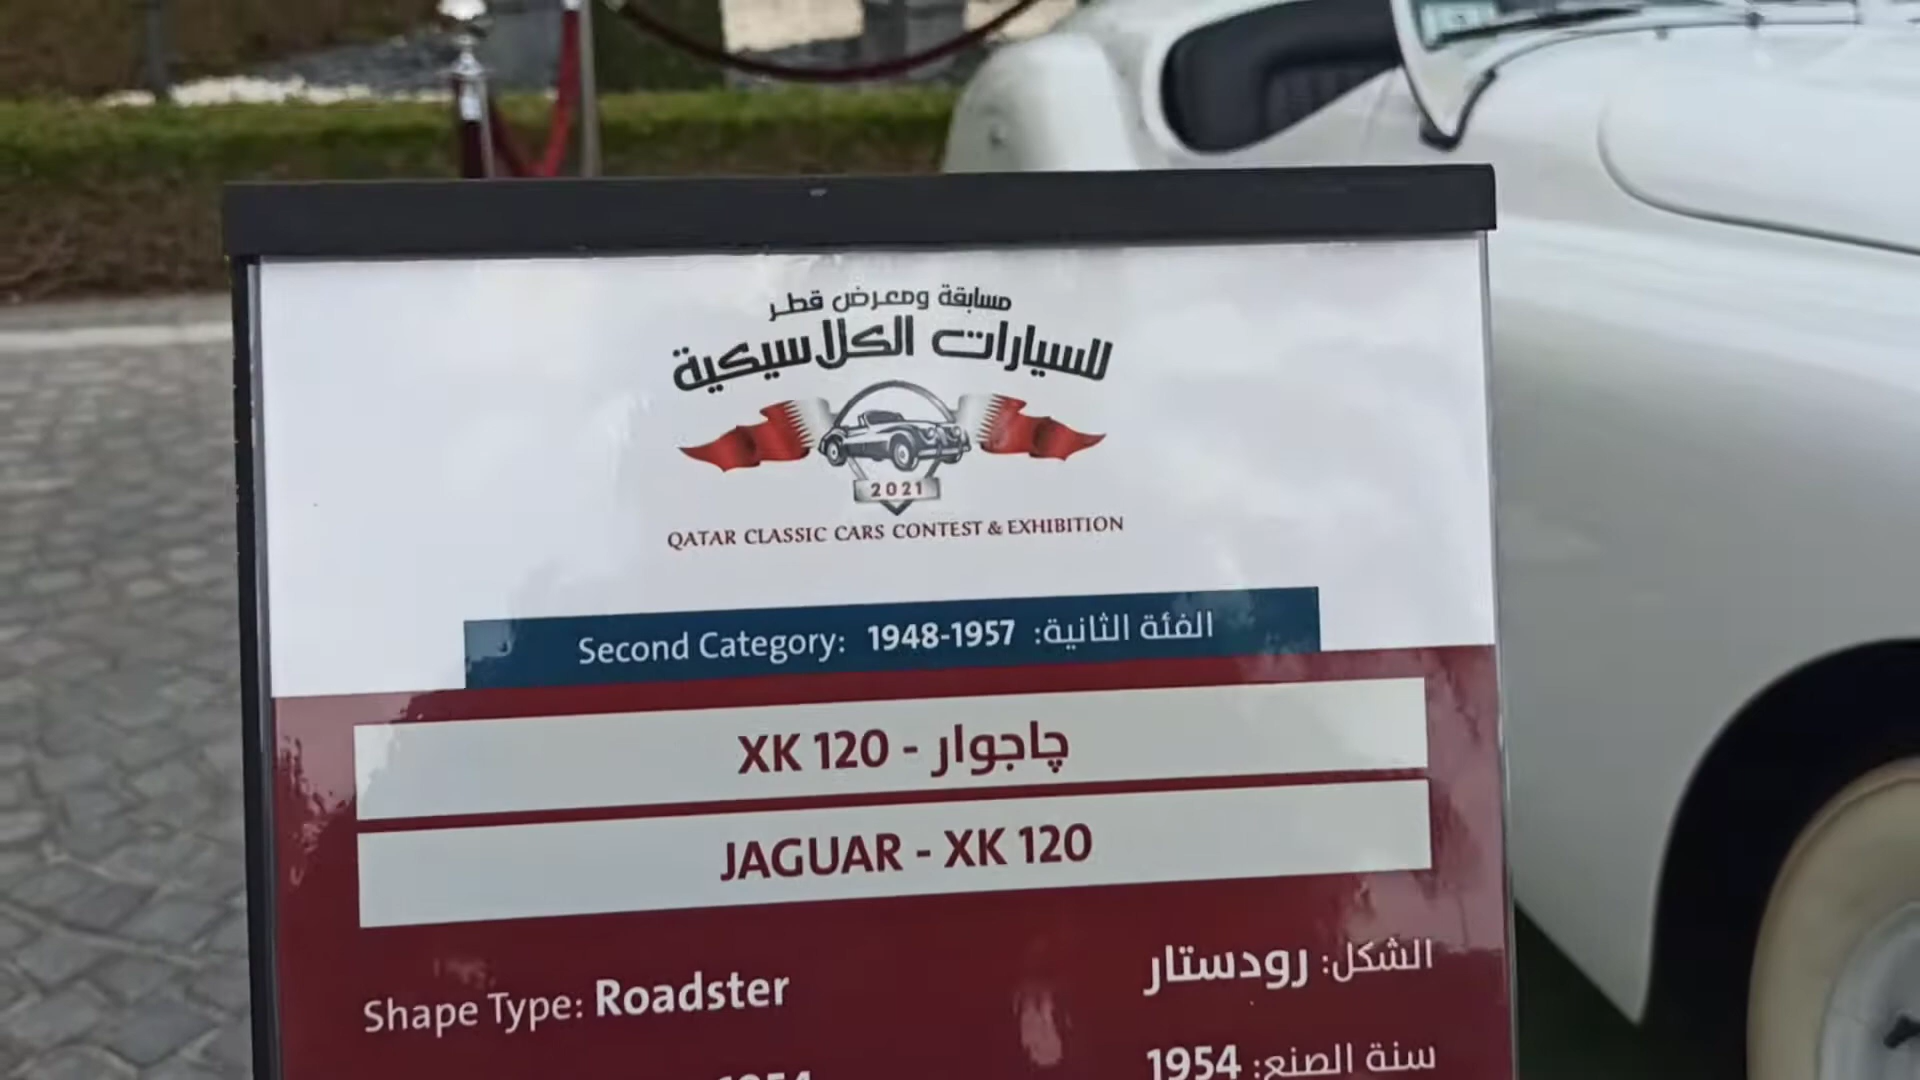 مسابقة ومعرض قطر
للسيارات الكلاسيكية
2021
QATAR CLASSIC CARS CONTEST & EXHIBITION
Second Category: 1948-1957 الفئة الثانية:
XK 120 - چاجوار
JAGUAR - XK 120
الشكل: رودستار
Shape Type: Roadster
سنة الصنع: 1954